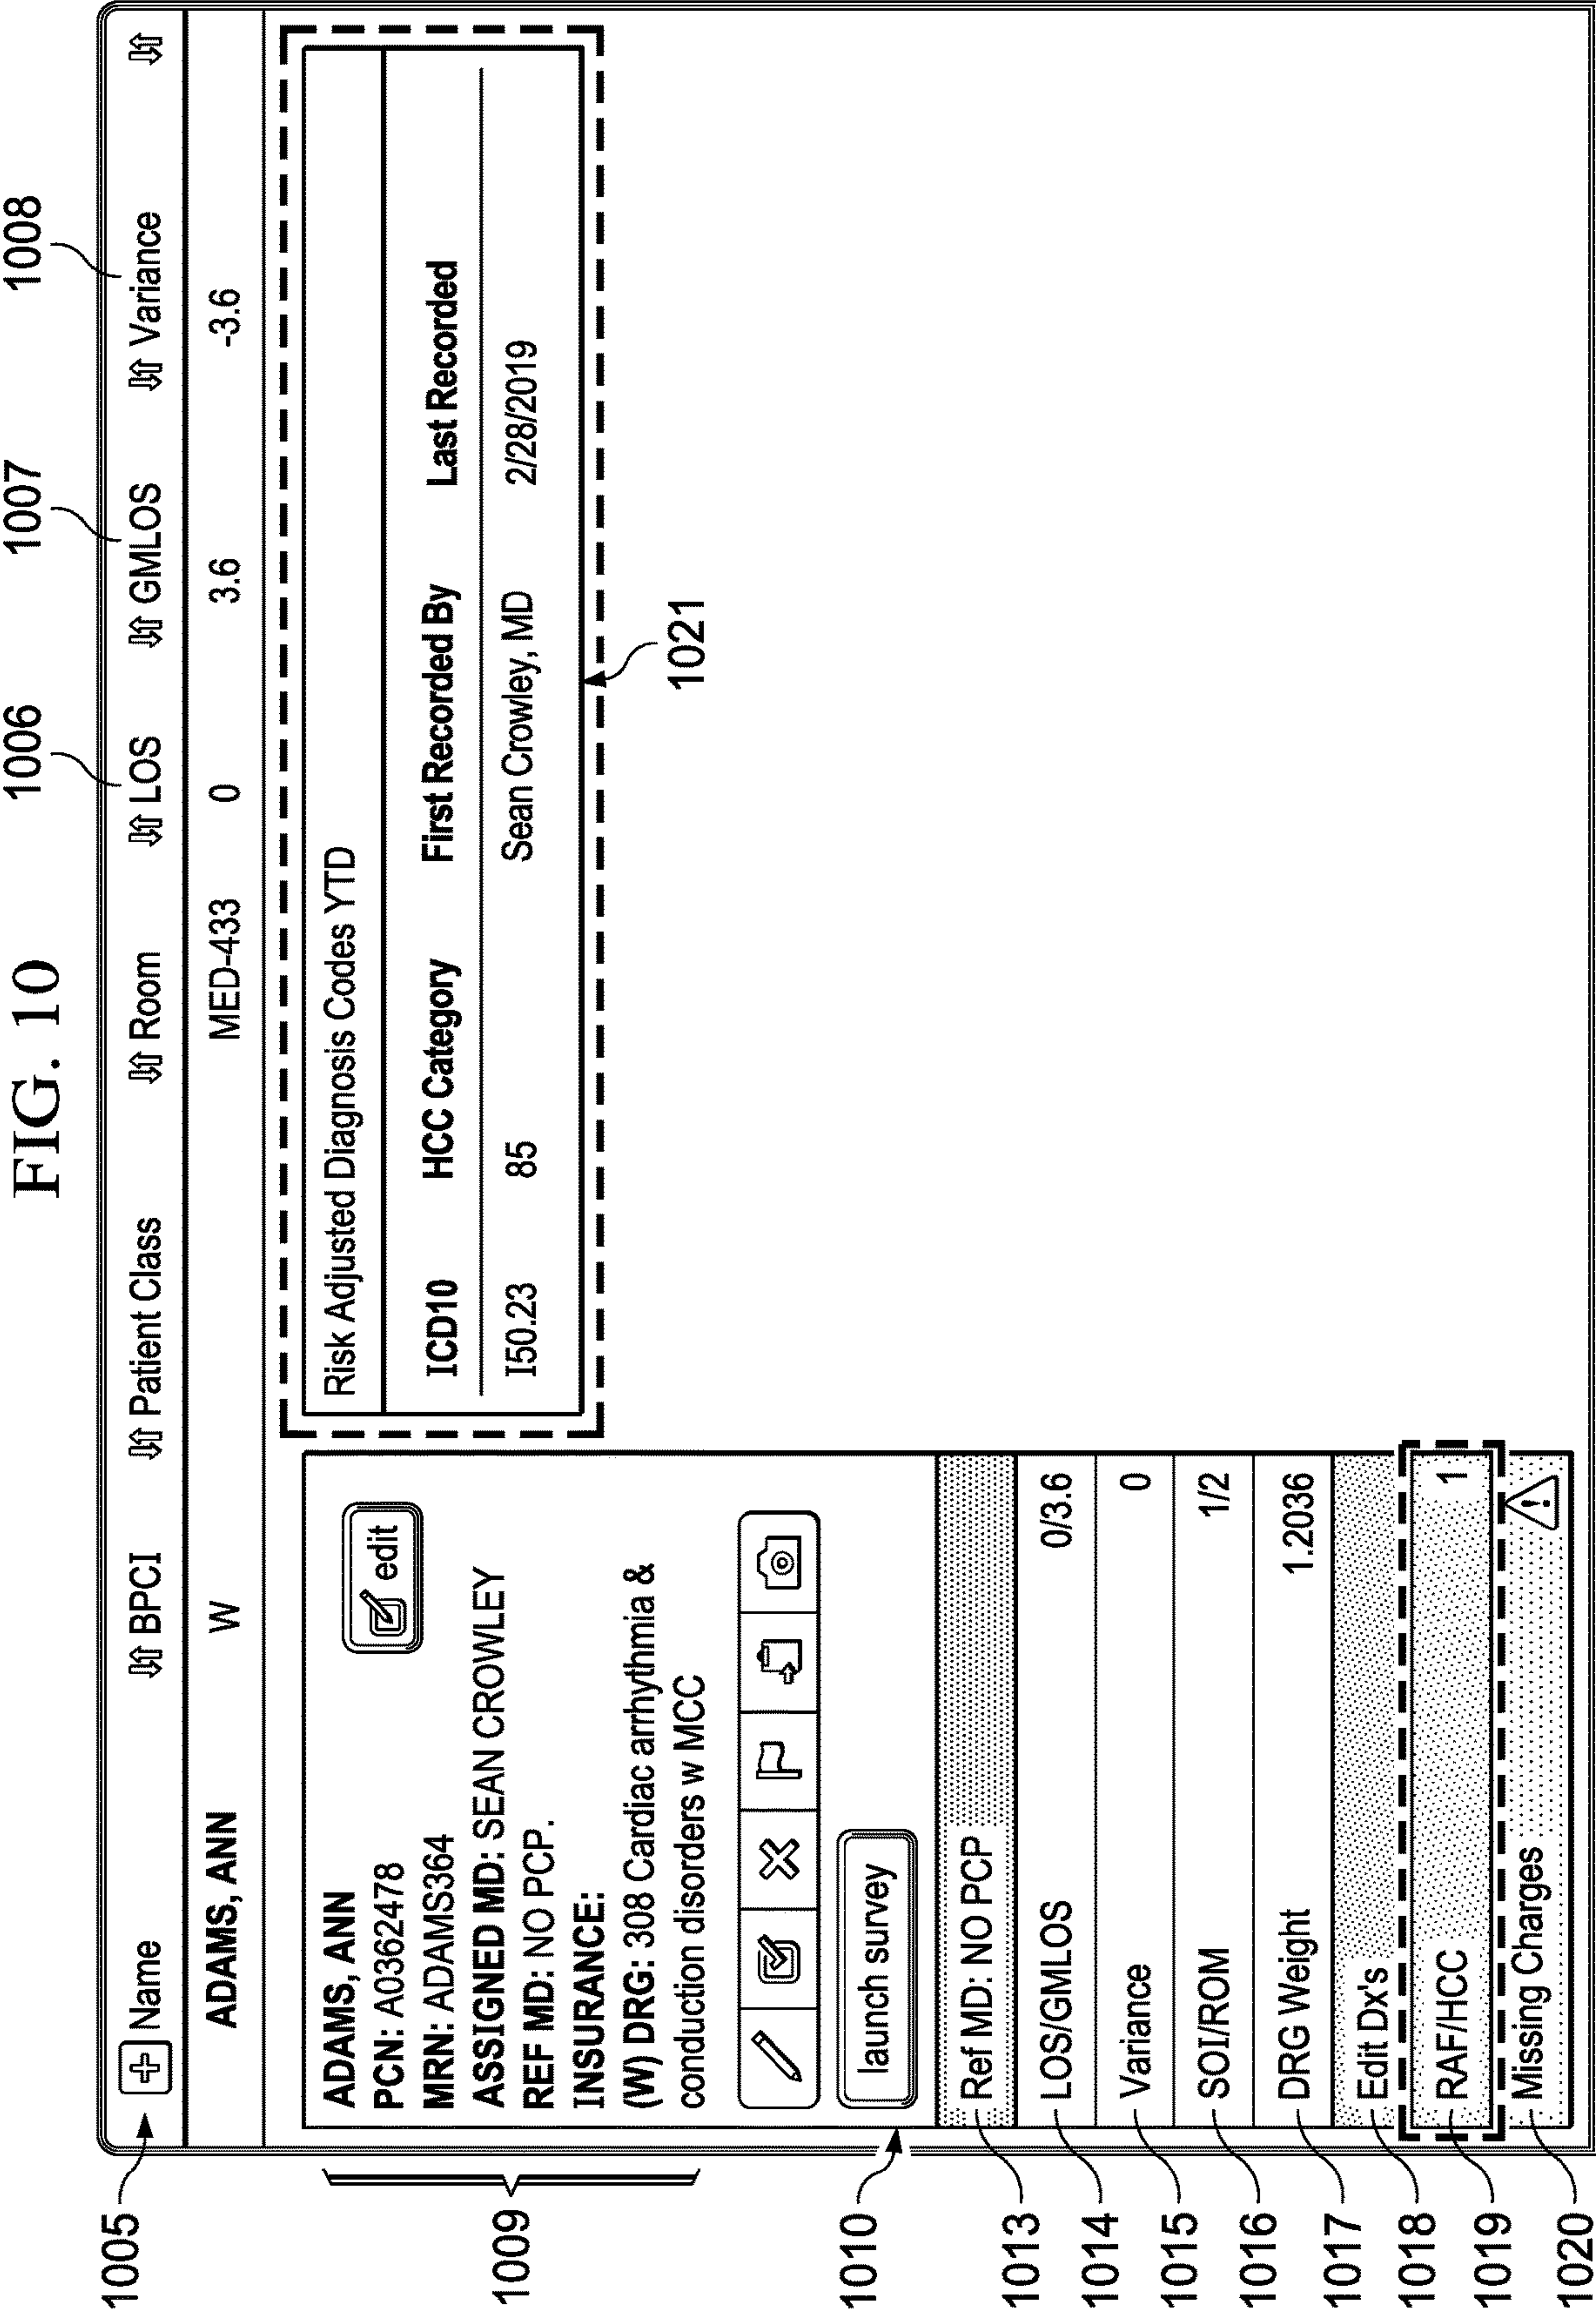 FIG. 10
1006
1007
1008
1005
Name
BPCI
Patient Class
Room
LOS
GMLOS
Variance
ADAMS, ANN
W
MED-433
0
3.6
-3.6
1009
ADAMS, ANN
edit
PCN: A0362478
MRN: ADAMS364
ASSIGNED MD: SEAN CROWLEY
REF MD: NO PCP.
INSURANCE:
(W) DRG: 308 Cardiac arrhythmia &
conduction disorders w MCC
1010
launch survey
1013
Ref MD: NO PCP
1014
LOS/GMLOS 0/3.6
1015
Variance 0
1016
SOI/ROM 1/2
1017
DRG Weight 1.2036
1018
Edit Dx's
1019
RAF/HCC 1
1020
Missing Charges
Risk Adjusted Diagnosis Codes YTD
ICD10 HCC Category First Recorded By Last Recorded
I50.23 85 Sean Crowley, MD 2/28/2019
1021